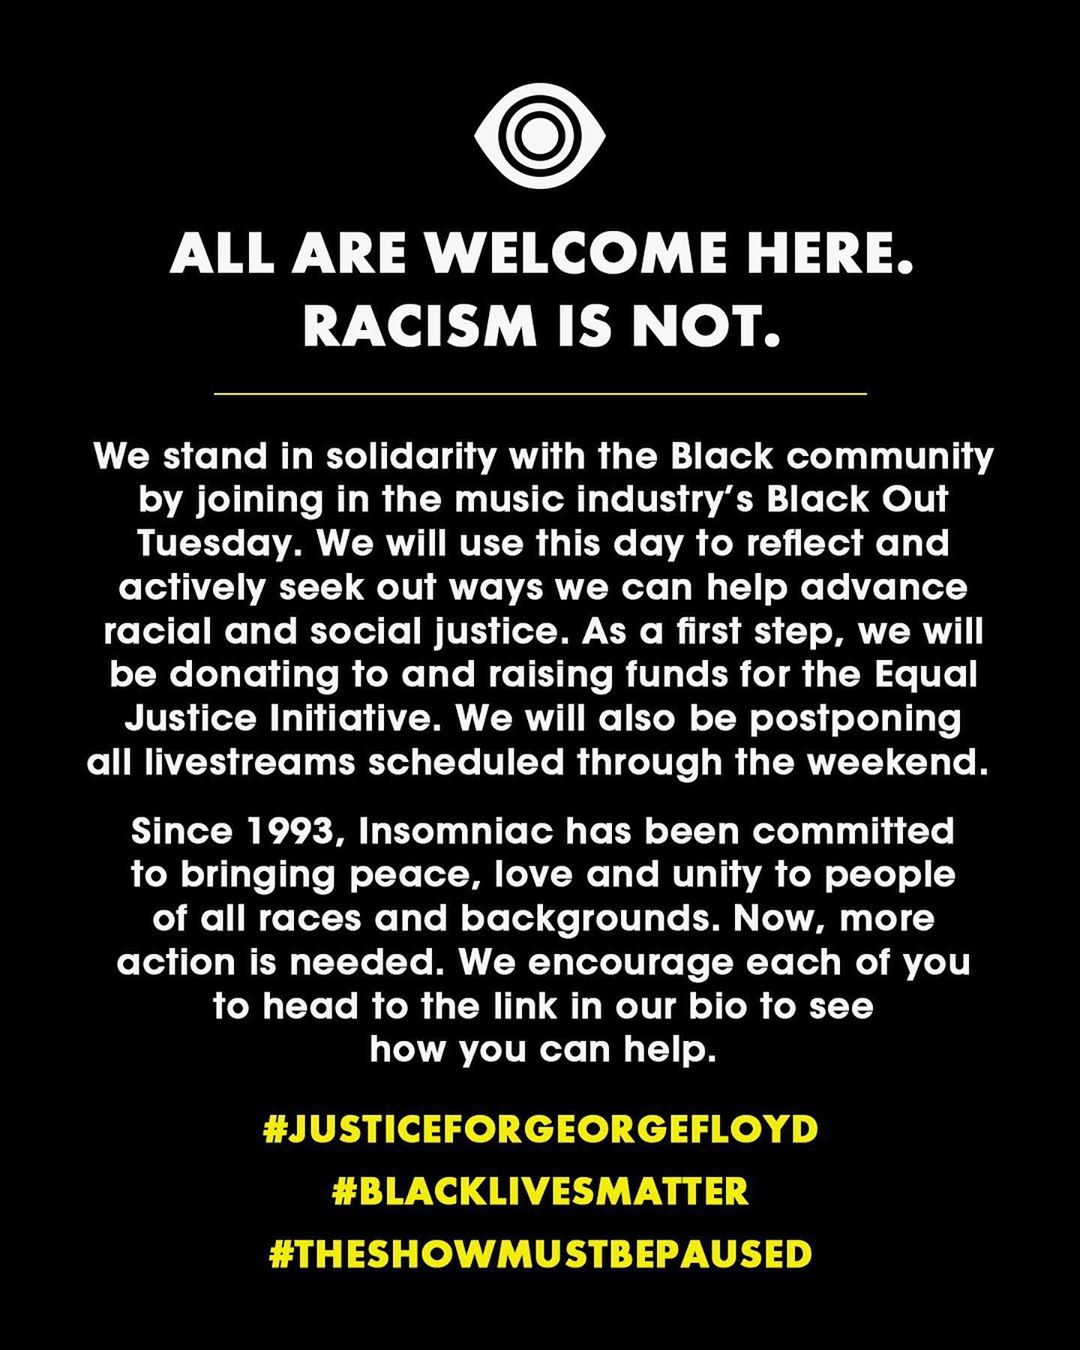 ALL ARE WELCOME HERE.
RACISM IS NOT.
We stand in solidarity with the Black community
by joining in the music industry’s Black Out
Tuesday. We will use this day to reflect and
actively seek out ways we can help advance
racial and social justice. As a first step, we will
be donating to and raising funds for the Equal
Justice Initiative. We will also be postponing
all livestreams scheduled through the weekend.
Since 1993, Insomniac has been committed
to bringing peace, love and unity to people
of all races and backgrounds. Now, more
action is needed. We encourage each of you
to head to the link in our bio to see
how you can help.
#JUSTICEFORGEORGEFLOYD
#BLACKLIVESMATTER
#THESHOWMUSTBEPAUSED